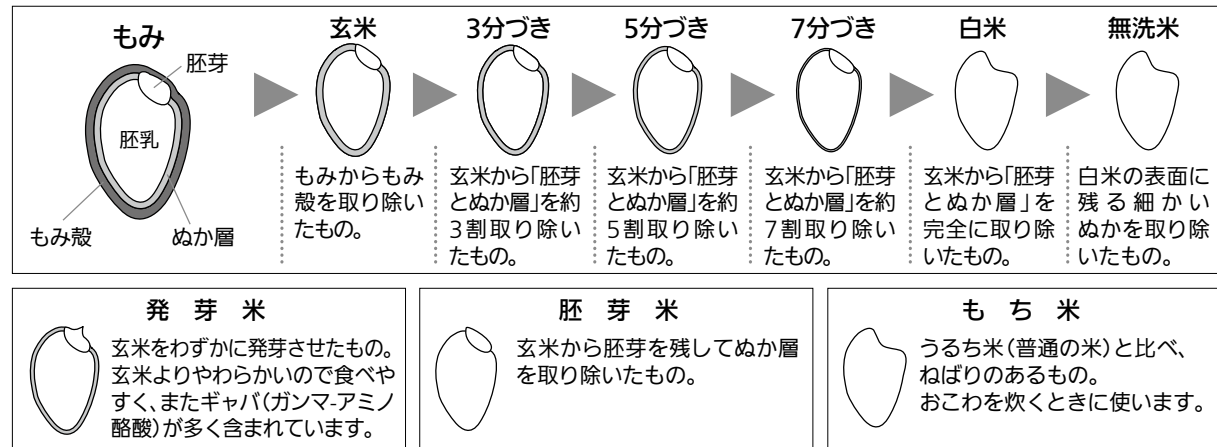 もみ
胚芽
胚乳
もみ殻
ぬか層
玄米
もみからもみ
殻を取り除い
たもの。
3分づき
玄米から「胚芽
とぬか層」を約
3割取り除い
たもの。
5分づき
玄米から「胚芽
とぬか層」を約
5割取り除い
たもの。
7分づき
玄米から「胚芽
とぬか層」を約
7割取り除い
たもの。
白米
玄米から「胚芽
とぬか層」を
完全に取り除
いたもの。
無洗米
白米の表面に
残る細かい
ぬかを取り除
いたもの。
発芽米
玄米をわずかに発芽させたもの。
玄米よりやわらかいので食べや
すく、またギャバ(ガンマ-アミノ
酪酸)が多く含まれています。
胚芽米
玄米から胚芽を残してぬか層
を取り除いたもの。
もち米
うるち米(普通の米)と比べ、
ねばりのあるもの。
おこわを炊くときに使います。